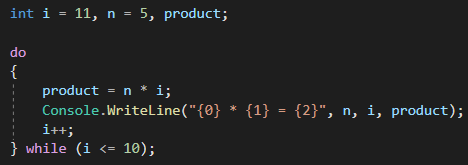 int i = 11, n = 5, product;
do
{
product = n * i;
Console.WriteLine("{0} * {1} = {2}", n, i, product);
i++;
} while (i <= 10);